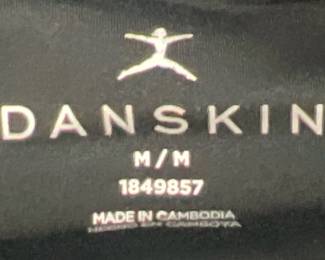 DANSKIN
M/M
1849857
MADE IN CAMBODIA
HECHO EN CAMBOYA